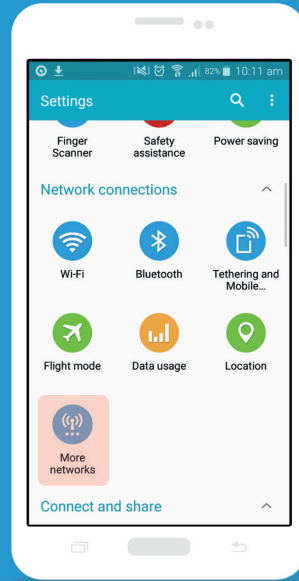 82% 10:11 am
Settings
Finger Scanner
Safety assistance
Power saving
Network connections
Wi-Fi
Bluetooth
Tethering and Mobile...
Flight mode
Data usage
Location
More networks
Connect and share